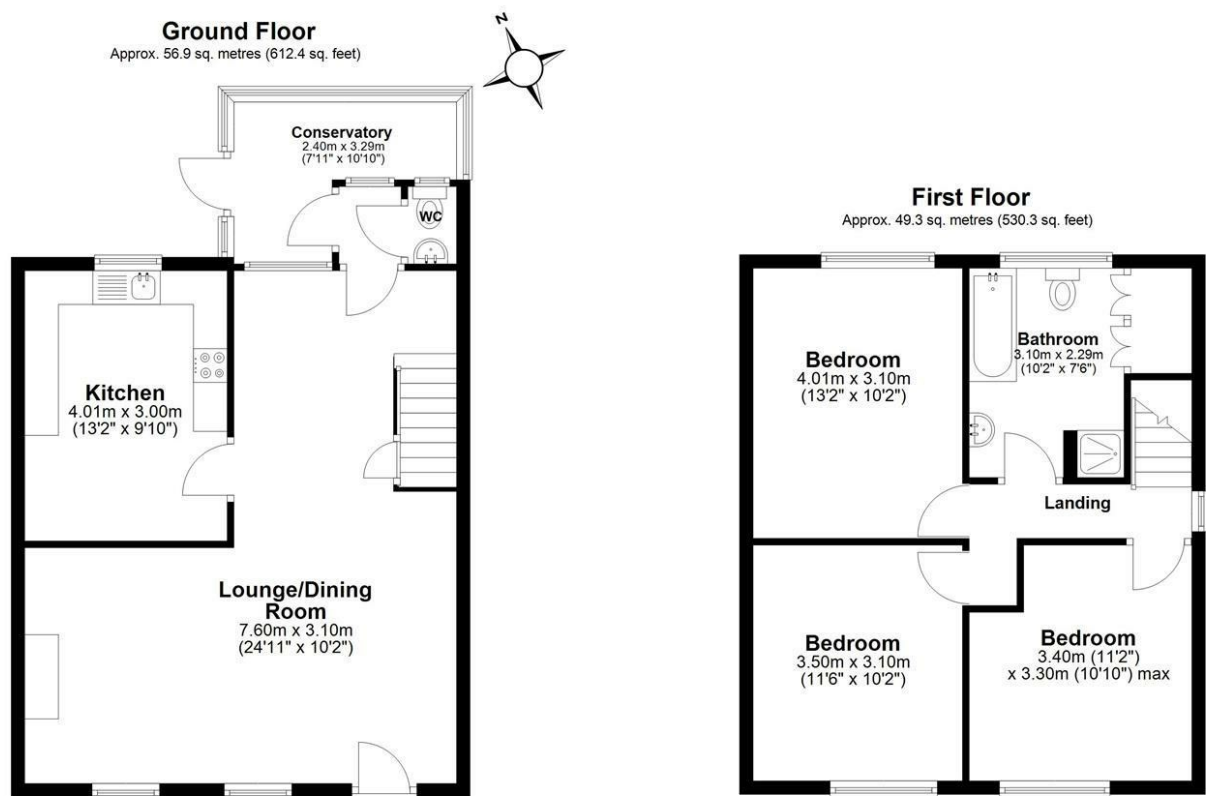 Ground Floor
Approx. 56.9 sq. metres (612.4 sq. feet)
N
Conservatory
2.40m x 3.29m
(7'11" x 10'10")
WC
Kitchen
4.01m x 3.00m
(13'2" x 9'10")
Lounge/Dining
Room
7.60m x 3.10m
(24'11" x 10'2")
First Floor
Approx. 49.3 sq. metres (530.3 sq. feet)
Bedroom
4.01m x 3.10m
(13'2" x 10'2")
Bathroom
3.10m x 2.29m
(10'2" x 7'6")
Landing
Bedroom
3.50m x 3.10m
(11'6" x 10'2")
Bedroom
3.40m (11'2")
x 3.30m (10'10") max